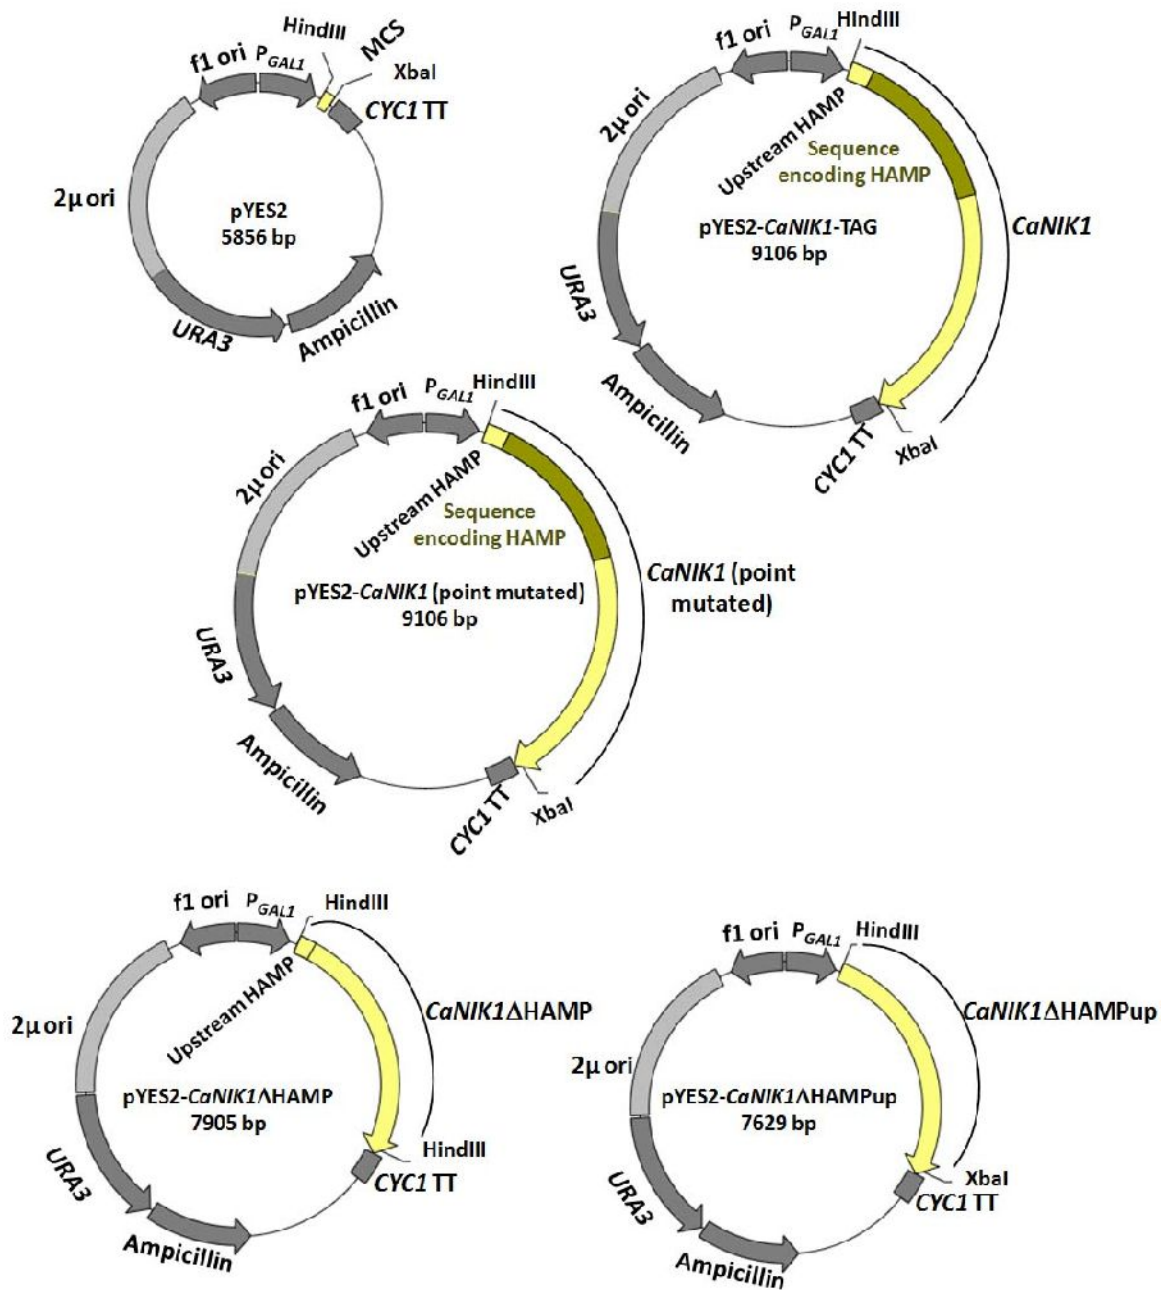 HindIII
MCS
f1 ori
PGAL1
XbaI
CYC1 TT
2µ ori
pYES2
5856 bp
URA3
Ampicillin
f1 ori
PGAL1
HindIII
2µ ori
Upstream HAMP
Sequence
encoding HAMP
pYES2-CaNIK1-TAG
9106 bp
CaNIK1
URA3
Ampicillin
CYC1 TT
XbaI
f1 ori
PGAL1
HindIII
2µ ori
Upstream HAMP
Sequence
encoding HAMP
pYES2-CaNIK1 (point mutated)
9106 bp
CaNIK1 (point
mutated)
URA3
Ampicillin
CYC1 TT
XbaI
f1 ori
PGAL1
HindIII
2µ ori
Upstream HAMP
CaNIK1ΔHAMP
pYES2-CaNIK1ΛHAMP
7905 bp
HindIII
URA3
CYC1 TT
Ampicillin
f1 ori
PGAL1
HindIII
CaNIK1ΔHAMPup
2µ ori
pYES2-CaNIK1ΛHAMPup
7629 bp
XbaI
URA3
CYC1 TT
Ampicillin